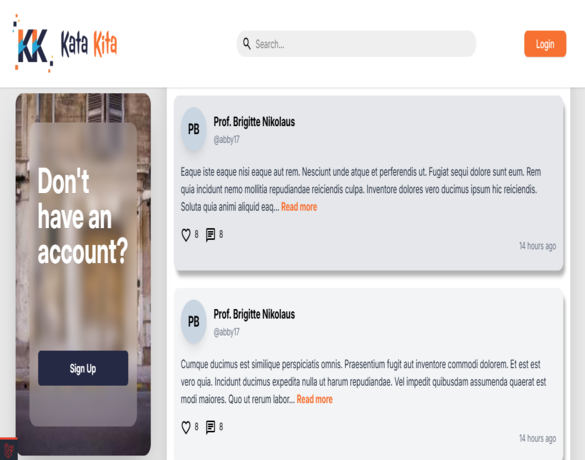 KK Kata Kita
Search...
Login
Don't
have an
account?
Sign Up
PB
Prof. Brigitte Nikolaus
@abby17
Eaque iste eaque nisi eaque aut rem. Nesciunt unde atque et perferendis ut. Fugiat sequi dolore sunt eum. Rem
quia incidunt nemo mollitia repudiandae reiciendis culpa. Inventore dolores vero ducimus ipsum hic reiciendis.
Soluta quia animi aliquid eaq... Read more
8 8
14 hours ago
PB
Prof. Brigitte Nikolaus
@abby17
Cumque ducimus est similique perspiciatis omnis. Praesentium fugit aut inventore commodi dolorem. Et est est
vero quia. Incidunt ducimus expedita nulla ut harum repudiandae. Vel impedit quibusdam assumenda quaerat est
modi maiores. Quo ut rerum labor... Read more
8 8
14 hours ago